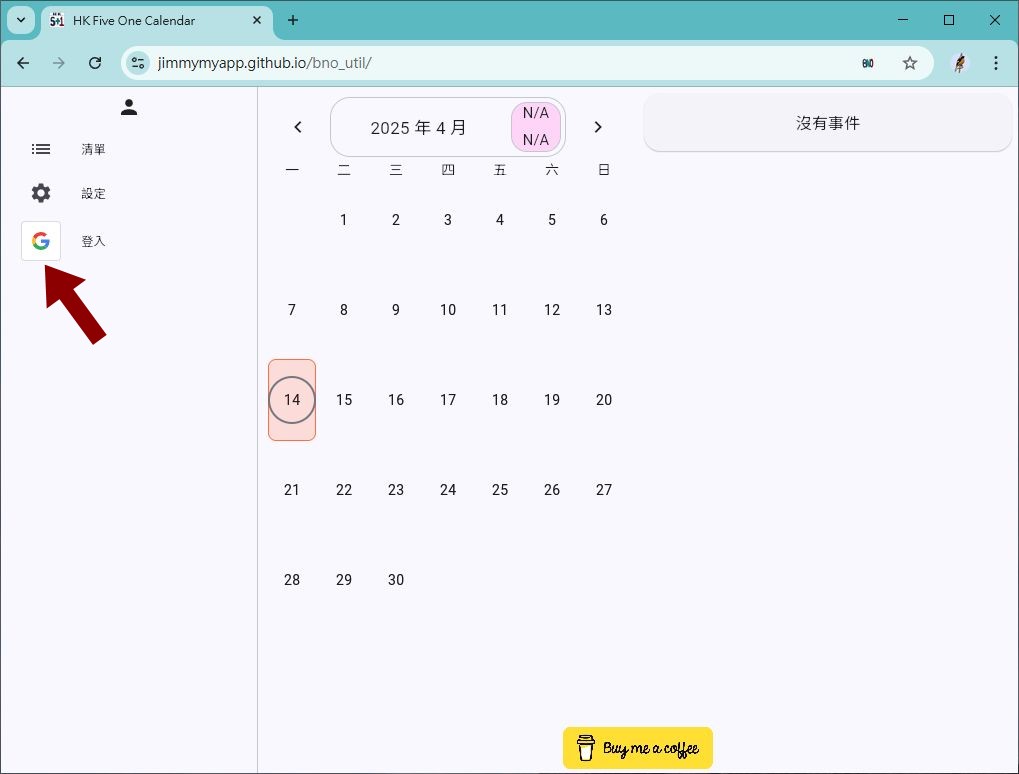 HK Five One Calendar
jimmymyapp.github.io/bno_util/
BNO
清單
設定
登入
2025 年 4 月
N/A
N/A
沒有事件
一 二 三 四 五 六 日
1 2 3 4 5 6
7 8 9 10 11 12 13
14 15 16 17 18 19 20
21 22 23 24 25 26 27
28 29 30
Buy me a coffee